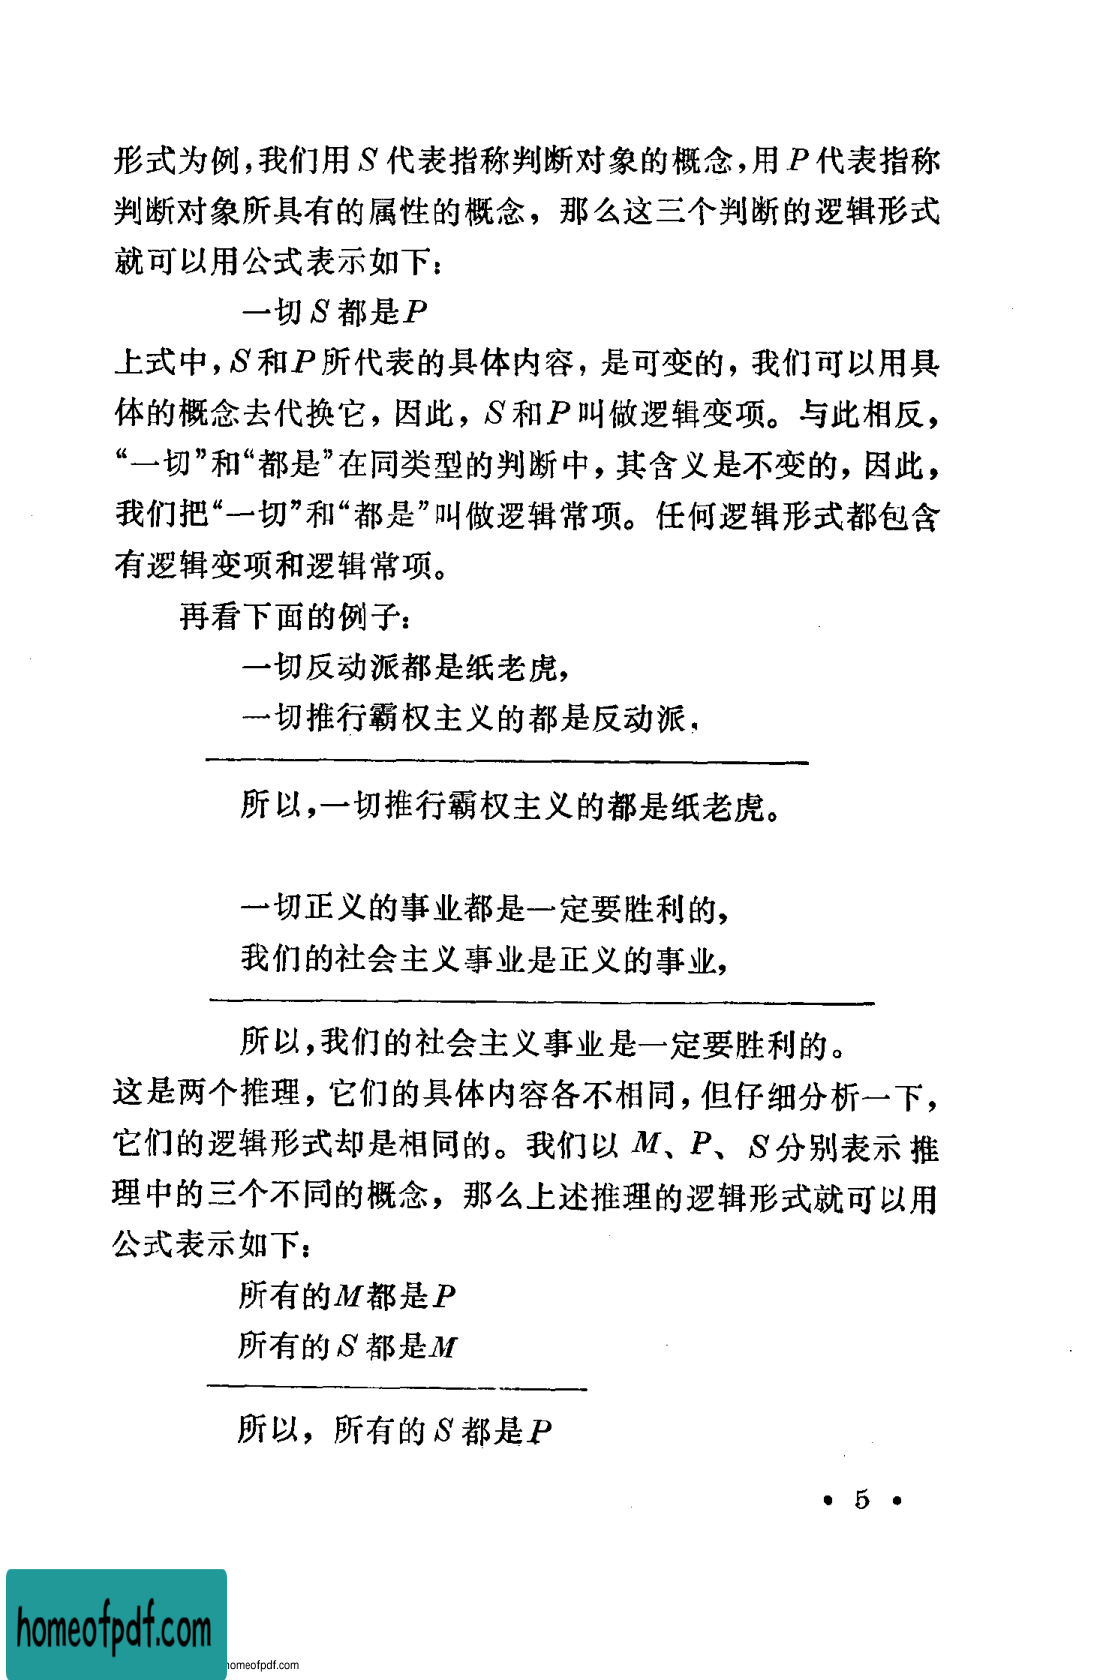 形式为例，我们用 S 代表指称判断对象的概念，用 P 代表指称
判断对象所具有的属性的概念，那么这三个判断的逻辑形式
就可以用公式表示如下：
一切 S 都是 P
上式中，S 和 P 所代表的具体内容，是可变的，我们可以用具
体的概念去代换它，因此，S 和 P 叫做逻辑变项。与此相反，
“一切”和“都是”在同类型的判断中，其含义是不变的，因此，
我们把“一切”和“都是”叫做逻辑常项。任何逻辑形式都包含
有逻辑变项和逻辑常项。
再看下面的例子：
一切反动派都是纸老虎，
一切推行霸权主义的都是反动派，
所以，一切推行霸权主义的都是纸老虎。
一切正义的事业都是一定要胜利的，
我们的社会主义事业是正义的事业，
所以，我们的社会主义事业是一定要胜利的。
这是两个推理，它们的具体内容各不相同，但仔细分析一下，
它们的逻辑形式却是相同的。我们以 M、P、S 分别表示推
理中的三个不同的概念，那么上述推理的逻辑形式就可以用
公式表示如下：
所有的 M 都是 P
所有的 S 都是 M
所以，所有的 S 都是 P
• 5 •
homeofpdf.com
homeofpdf.com